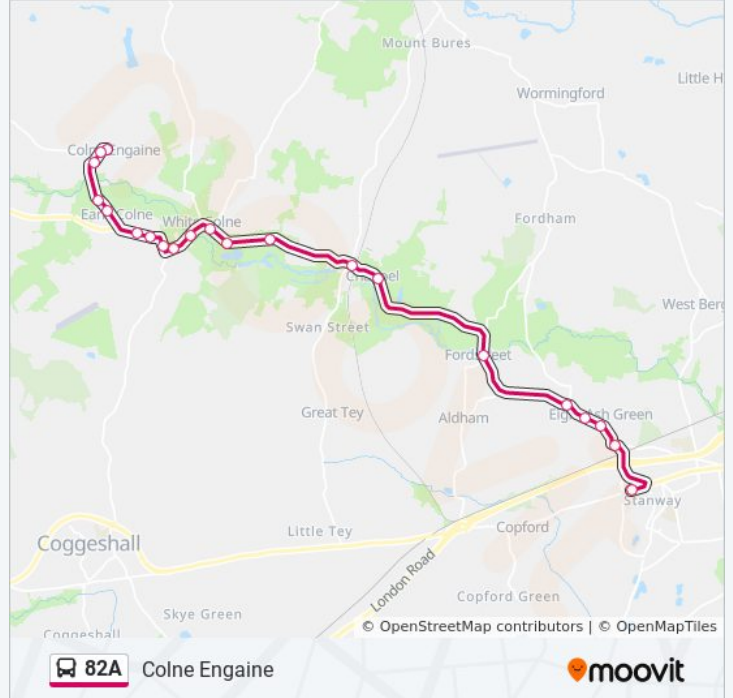 Mount Bures
Little H
Wormingford
Colne Engaine
Earls Colne
White Colne
Fordham
Chappel
West Berg
Swan Street
Fordstreet
Great Tey
Aldham
Eight Ash Green
Stanway
Little Tey
Copford
Coggeshall
London Road
Copford Green
Skye Green
Coggeshall
© OpenStreetMap contributors | © OpenMapTiles
82A Colne Engaine
moovit